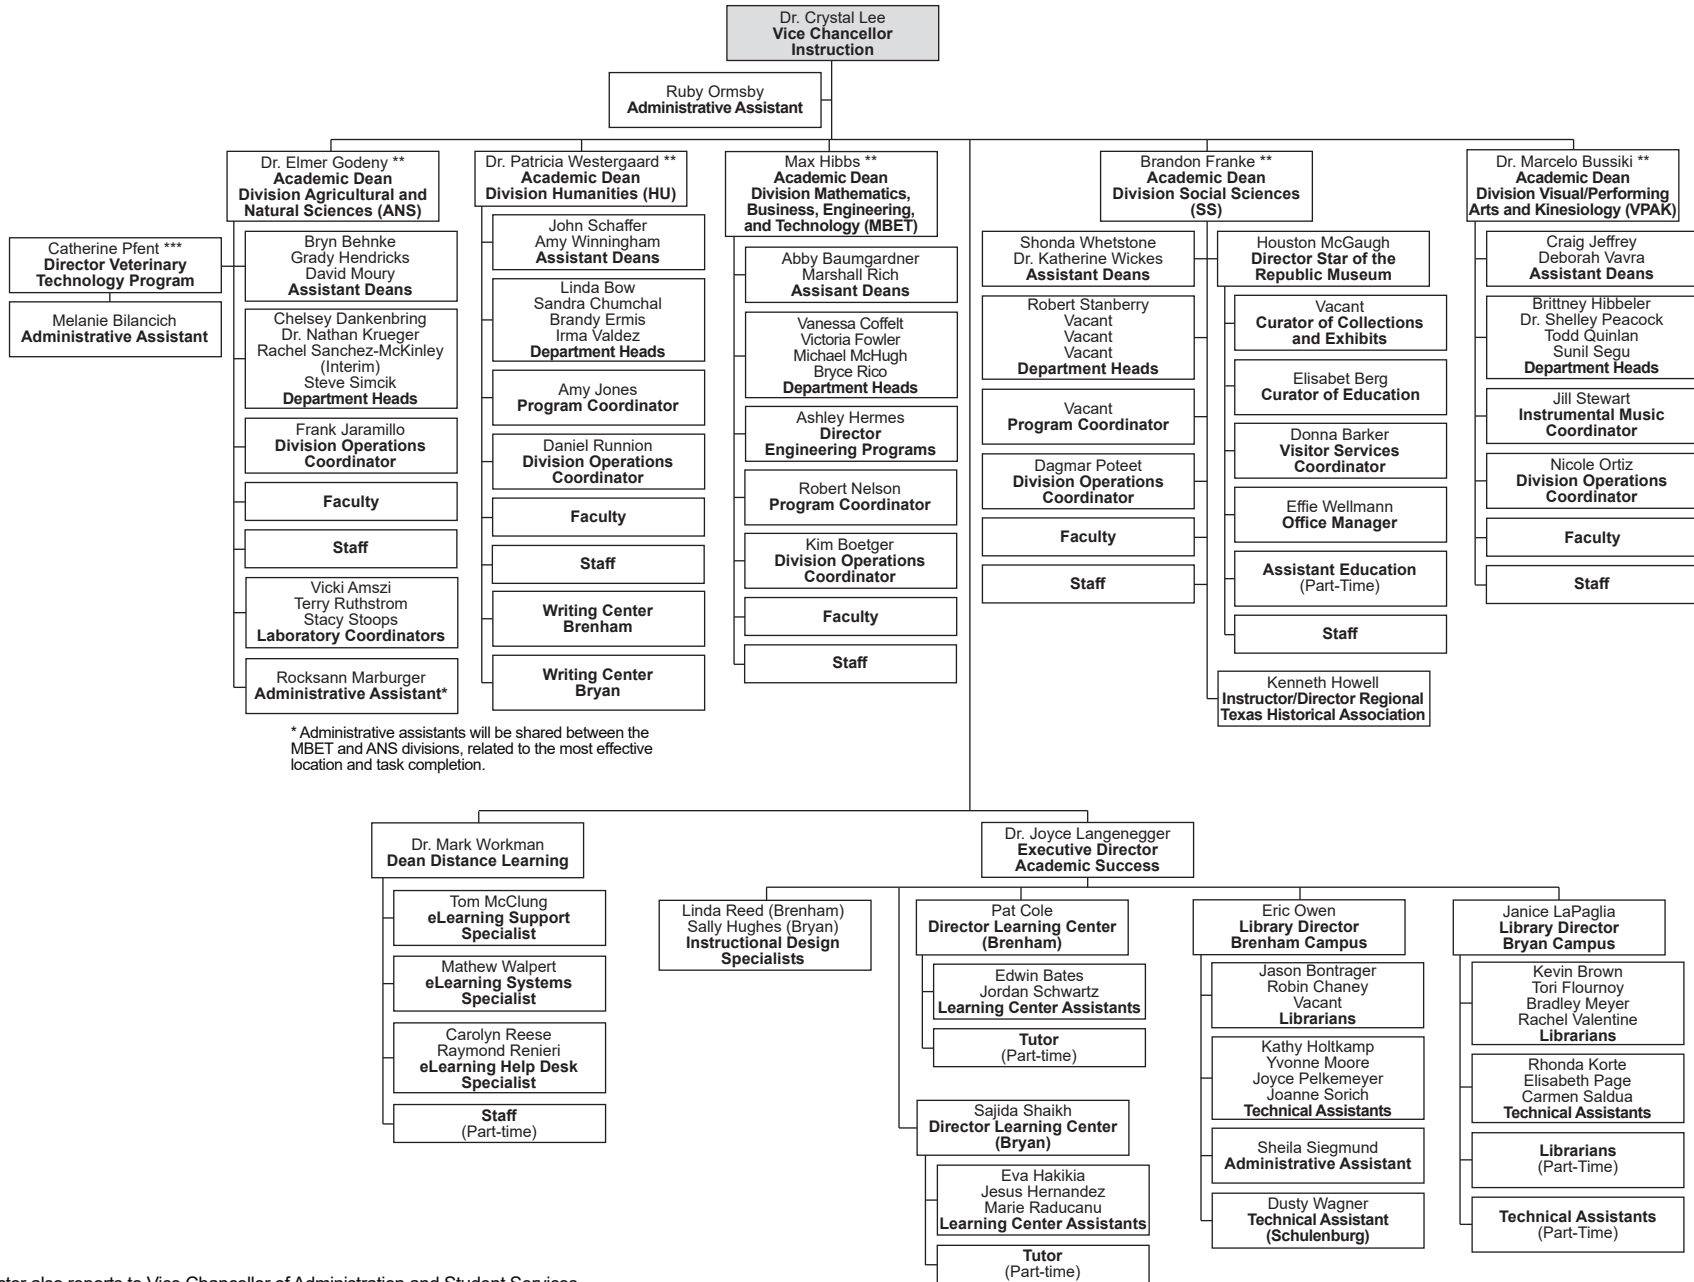 Dr. Crystal Lee
Vice Chancellor
Instruction
Ruby Ormsby
Administrative Assistant
Dr. Elmer Godeny **
Academic Dean
Division Agricultural and
Natural Sciences (ANS)
Catherine Pfent ***
Director Veterinary
Technology Program
Melanie Bilancich
Administrative Assistant
Bryn Behnke
Grady Hendricks
David Moury
Assistant Deans
Chelsey Dankenbring
Dr. Nathan Krueger
Rachel Sanchez-McKinley
(Interim)
Steve Simcik
Department Heads
Frank Jaramillo
Division Operations
Coordinator
Faculty
Staff
Vicki Amszi
Terry Ruthstrom
Stacy Stoops
Laboratory Coordinators
Rocksann Marburger
Administrative Assistant*
Dr. Patricia Westergaard **
Academic Dean
Division Humanities (HU)
John Schaffer
Amy Winningham
Assistant Deans
Linda Bow
Sandra Chumchal
Brandy Ermis
Irma Valdez
Department Heads
Amy Jones
Program Coordinator
Daniel Runnion
Division Operations
Coordinator
Faculty
Staff
Writing Center
Brenham
Writing Center
Bryan
Max Hibbs **
Academic Dean
Division Mathematics,
Business, Engineering,
and Technology (MBET)
Abby Baumgardner
Marshall Rich
Assisant Deans
Vanessa Coffelt
Victoria Fowler
Michael McHugh
Bryce Rico
Department Heads
Ashley Hermes
Director
Engineering Programs
Robert Nelson
Program Coordinator
Kim Boetger
Division Operations
Coordinator
Faculty
Staff
Brandon Franke **
Academic Dean
Division Social Sciences
(SS)
Shonda Whetstone
Dr. Katherine Wickes
Assistant Deans
Robert Stanberry
Vacant
Vacant
Vacant
Department Heads
Vacant
Program Coordinator
Dagmar Poteet
Division Operations
Coordinator
Faculty
Staff
Houston McGaugh
Director Star of the
Republic Museum
Vacant
Curator of Collections
and Exhibits
Elisabet Berg
Curator of Education
Donna Barker
Visitor Services
Coordinator
Effie Wellmann
Office Manager
Assistant Education
(Part-Time)
Staff
Kenneth Howell
Instructor/Director Regional
Texas Historical Association
Dr. Marcelo Bussiki **
Academic Dean
Division Visual/Performing
Arts and Kinesiology (VPAK)
Craig Jeffrey
Deborah Vavra
Assistant Deans
Brittney Hibbeler
Dr. Shelley Peacock
Todd Quinlan
Sunil Segu
Department Heads
Jill Stewart
Instrumental Music
Coordinator
Nicole Ortiz
Division Operations
Coordinator
Faculty
Staff
* Administrative assistants will be shared between the
MBET and ANS divisions, related to the most effective
location and task completion.
Dr. Mark Workman
Dean Distance Learning
Tom McClung
eLearning Support
Specialist
Mathew Walpert
eLearning Systems
Specialist
Carolyn Reese
Raymond Renieri
eLearning Help Desk
Specialist
Staff
(Part-time)
Dr. Joyce Langenegger
Executive Director
Academic Success
Linda Reed (Brenham)
Sally Hughes (Bryan)
Instructional Design
Specialists
Pat Cole
Director Learning Center
(Brenham)
Edwin Bates
Jordan Schwartz
Learning Center Assistants
Tutor
(Part-time)
Sajida Shaikh
Director Learning Center
(Bryan)
Eva Hakikia
Jesus Hernandez
Marie Raducanu
Learning Center Assistants
Tutor
(Part-time)
Eric Owen
Library Director
Brenham Campus
Jason Bontrager
Robin Chaney
Vacant
Librarians
Kathy Holtkamp
Yvonne Moore
Joyce Pelkemeyer
Joanne Sorich
Technical Assistants
Sheila Siegmund
Administrative Assistant
Dusty Wagner
Technical Assistant
(Schulenburg)
Janice LaPaglia
Library Director
Bryan Campus
Kevin Brown
Tori Flournoy
Bradley Meyer
Rachel Valentine
Librarians
Rhonda Korte
Elisabeth Page
Carmen Saldua
Technical Assistants
Librarians
(Part-Time)
Technical Assistants
(Part-Time)